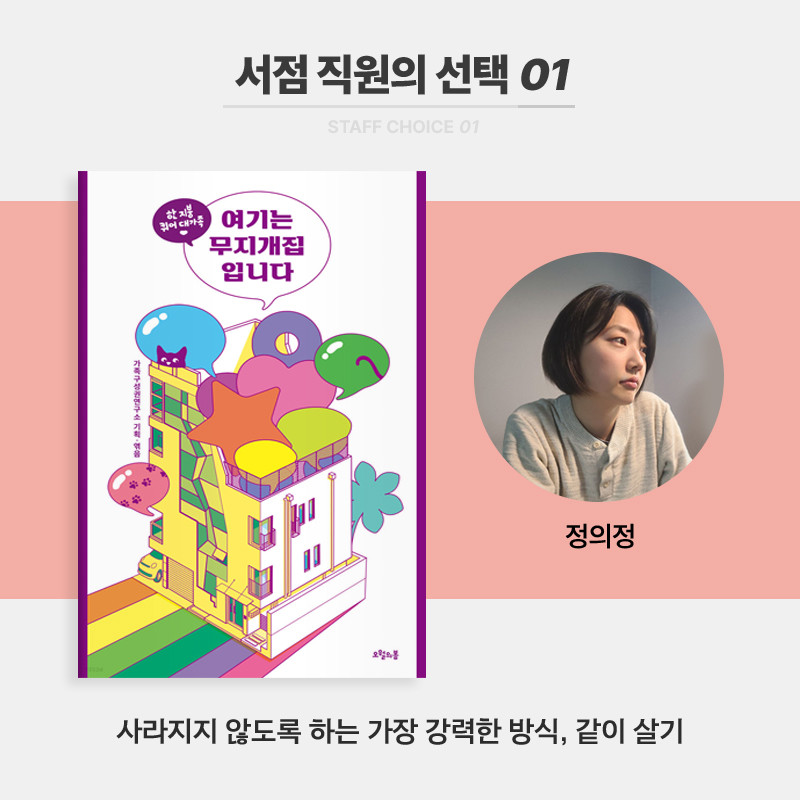 서점 직원의 선택 01
STAFF CHOICE 01
한 지붕
퀴어 대가족
여기는
무지개집
입니다
가족구성권연구소 기획·엮음
오월의봄
정의정
사라지지 않도록 하는 가장 강력한 방식, 같이 살기